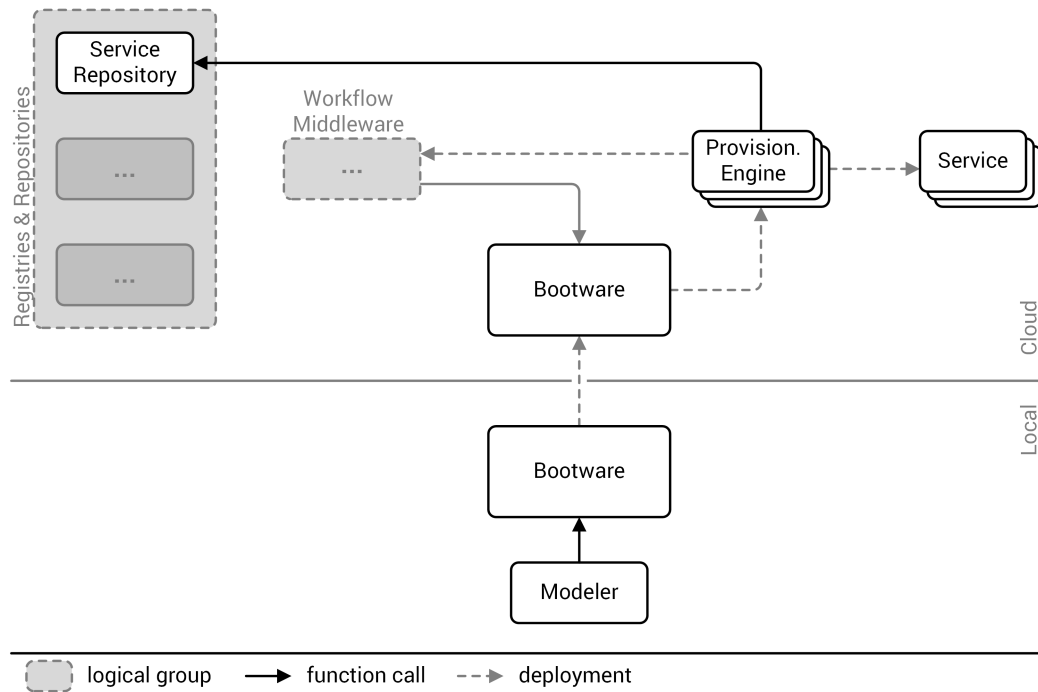 Service
Repository
...
...
Registries & Repositories
Workflow
Middleware
...
Provision.
Engine
Service
Bootware
Cloud
Local
Bootware
Modeler
logical group
function call
deployment